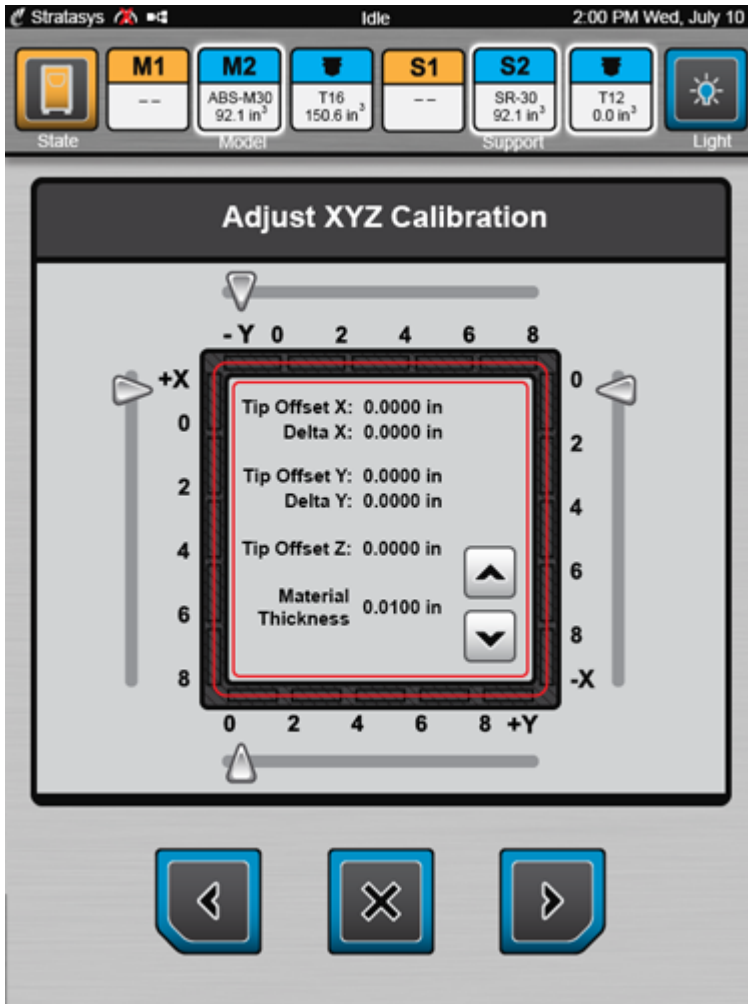 Stratasys Idle 2:00 PM Wed, July 10
M1 M2 S1 S2
-- ABS-M30 T16 -- SR-30 T12
92.1 in³ 150.6 in³ 92.1 in³ 0.0 in³
State Model Support Light
Adjust XYZ Calibration
- Y 0 2 4 6 8
+X
0
2
4
6
8
Tip Offset X: 0.0000 in
Delta X: 0.0000 in
Tip Offset Y: 0.0000 in
Delta Y: 0.0000 in
Tip Offset Z: 0.0000 in
Material
Thickness 0.0100 in
0
2
4
6
8
-X
0 2 4 6 8 +Y